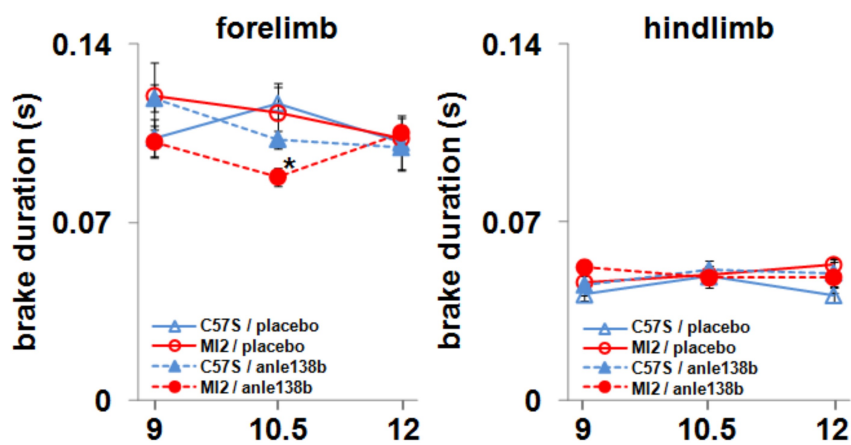 forelimb
brake duration (s)
0.14
0.07
0
*
C57S / placebo
MI2 / placebo
C57S / anle138b
MI2 / anle138b
9 10.5 12
hindlimb
brake duration (s)
0.14
0.07
0
C57S / placebo
MI2 / placebo
C57S / anle138b
MI2 / anle138b
9 10.5 12